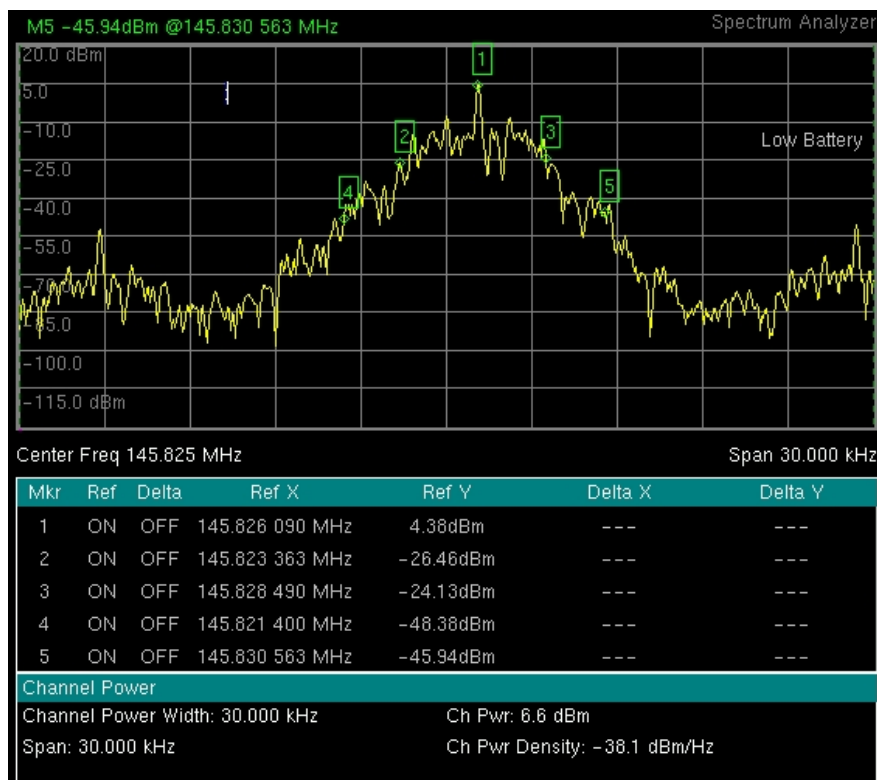 M5 -45.94dBm @145.830 563 MHz Spectrum Analyzer
20.0 dBm
1
5.0
-10.0
2
3
Low Battery
-25.0
4
5
-40.0
-55.0
-70.0
-85.0
-100.0
-115.0 dBm
Center Freq 145.825 MHz Span 30.000 kHz
Mkr Ref Delta Ref X Ref Y Delta X Delta Y
1 ON OFF 145.826 090 MHz 4.38dBm --- ---
2 ON OFF 145.823 363 MHz -26.46dBm --- ---
3 ON OFF 145.828 490 MHz -24.13dBm --- ---
4 ON OFF 145.821 400 MHz -48.38dBm --- ---
5 ON OFF 145.830 563 MHz -45.94dBm --- ---
Channel Power
Channel Power Width: 30.000 kHz Ch Pwr: 6.6 dBm
Span: 30.000 kHz Ch Pwr Density: -38.1 dBm/Hz